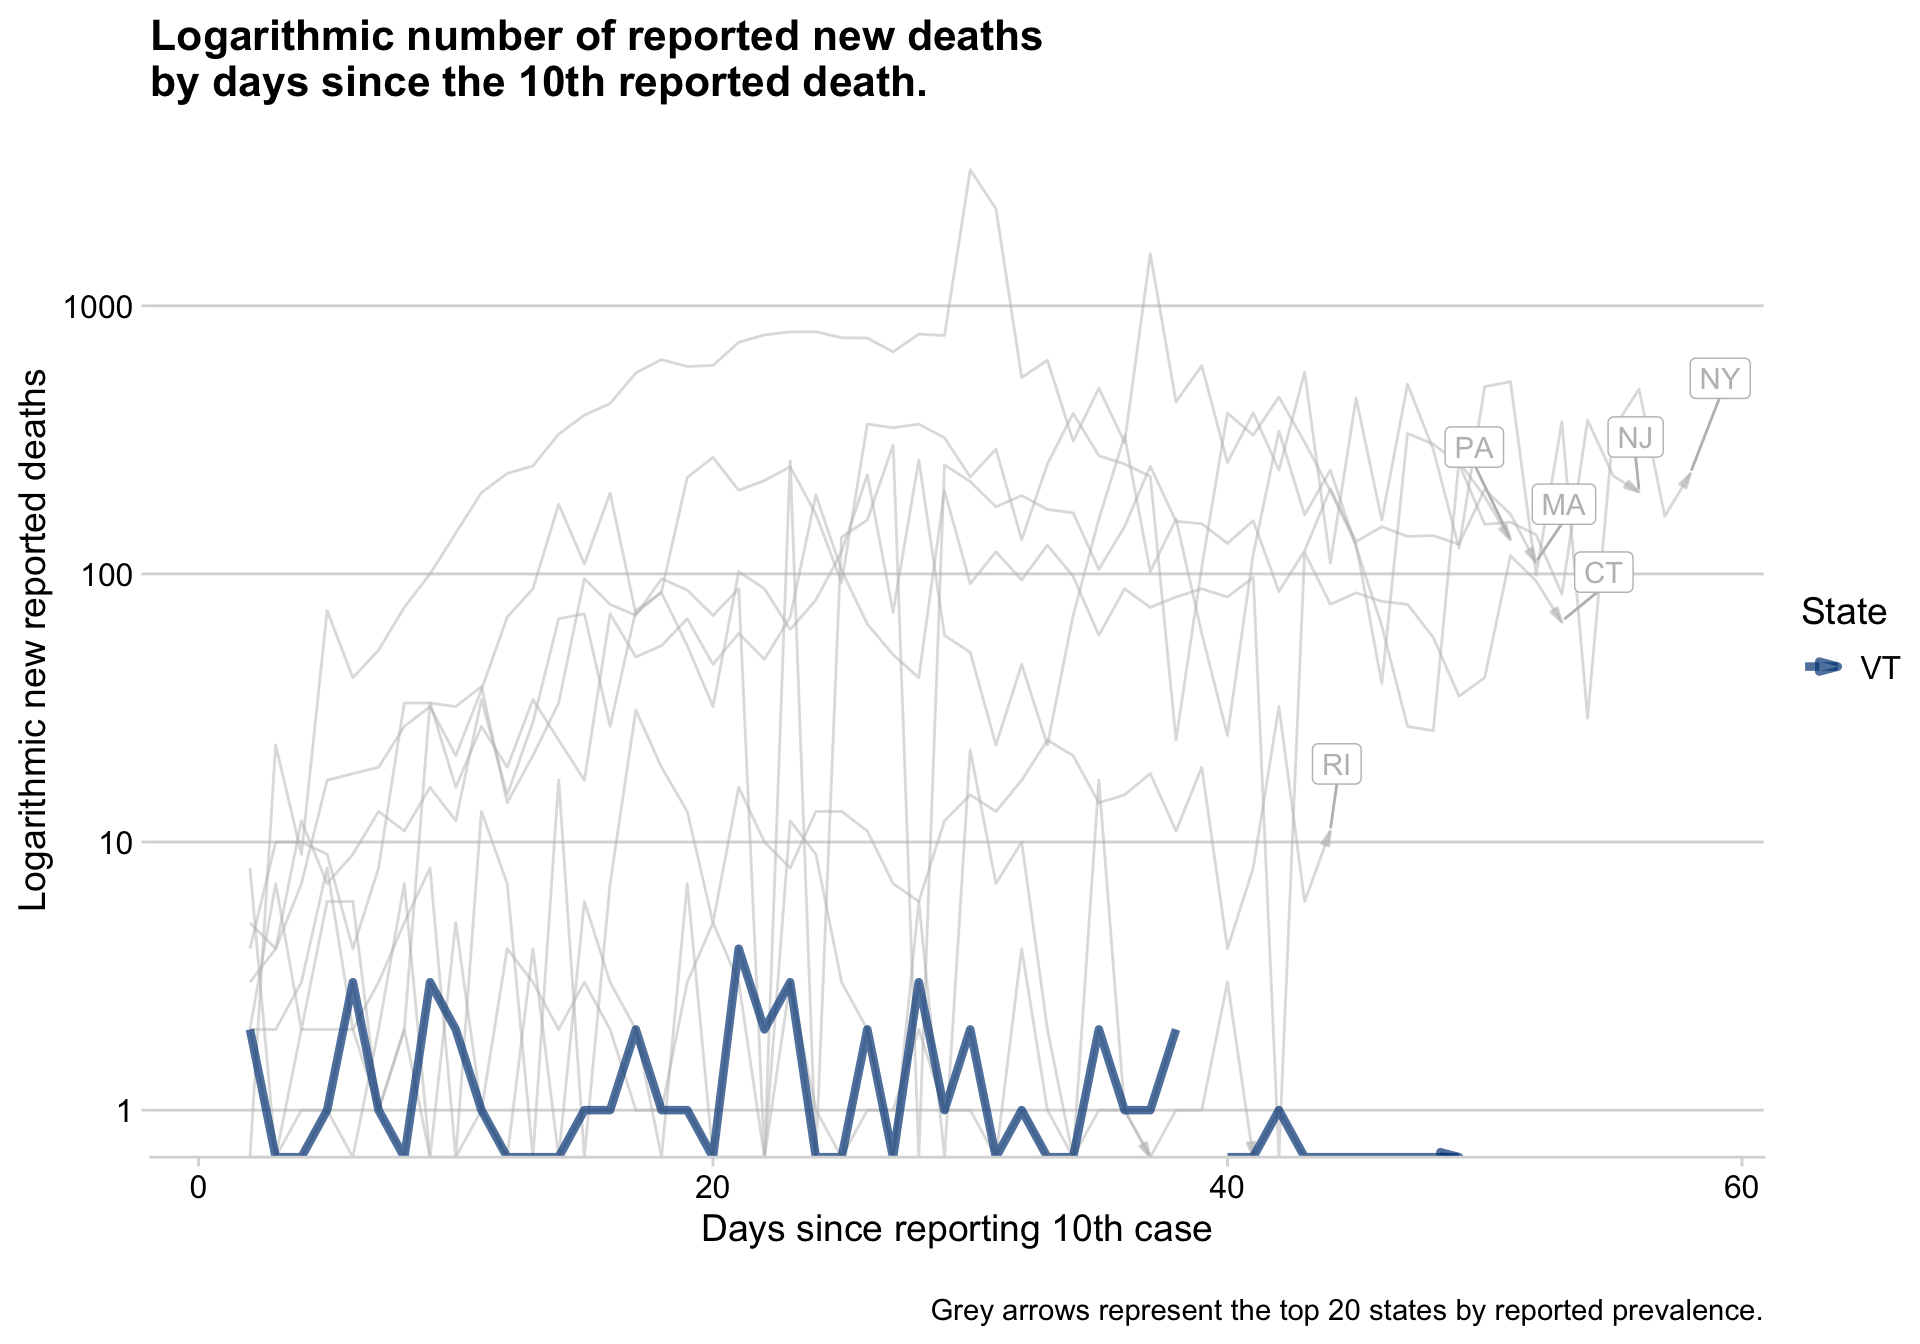 Logarithmic number of reported new deaths
by days since the 10th reported death.
Logarithmic new reported deaths
1000
100
10
1
NY
NJ
PA
MA
CT
RI
State
VT
0
20
40
60
Days since reporting 10th case
Grey arrows represent the top 20 states by reported prevalence.